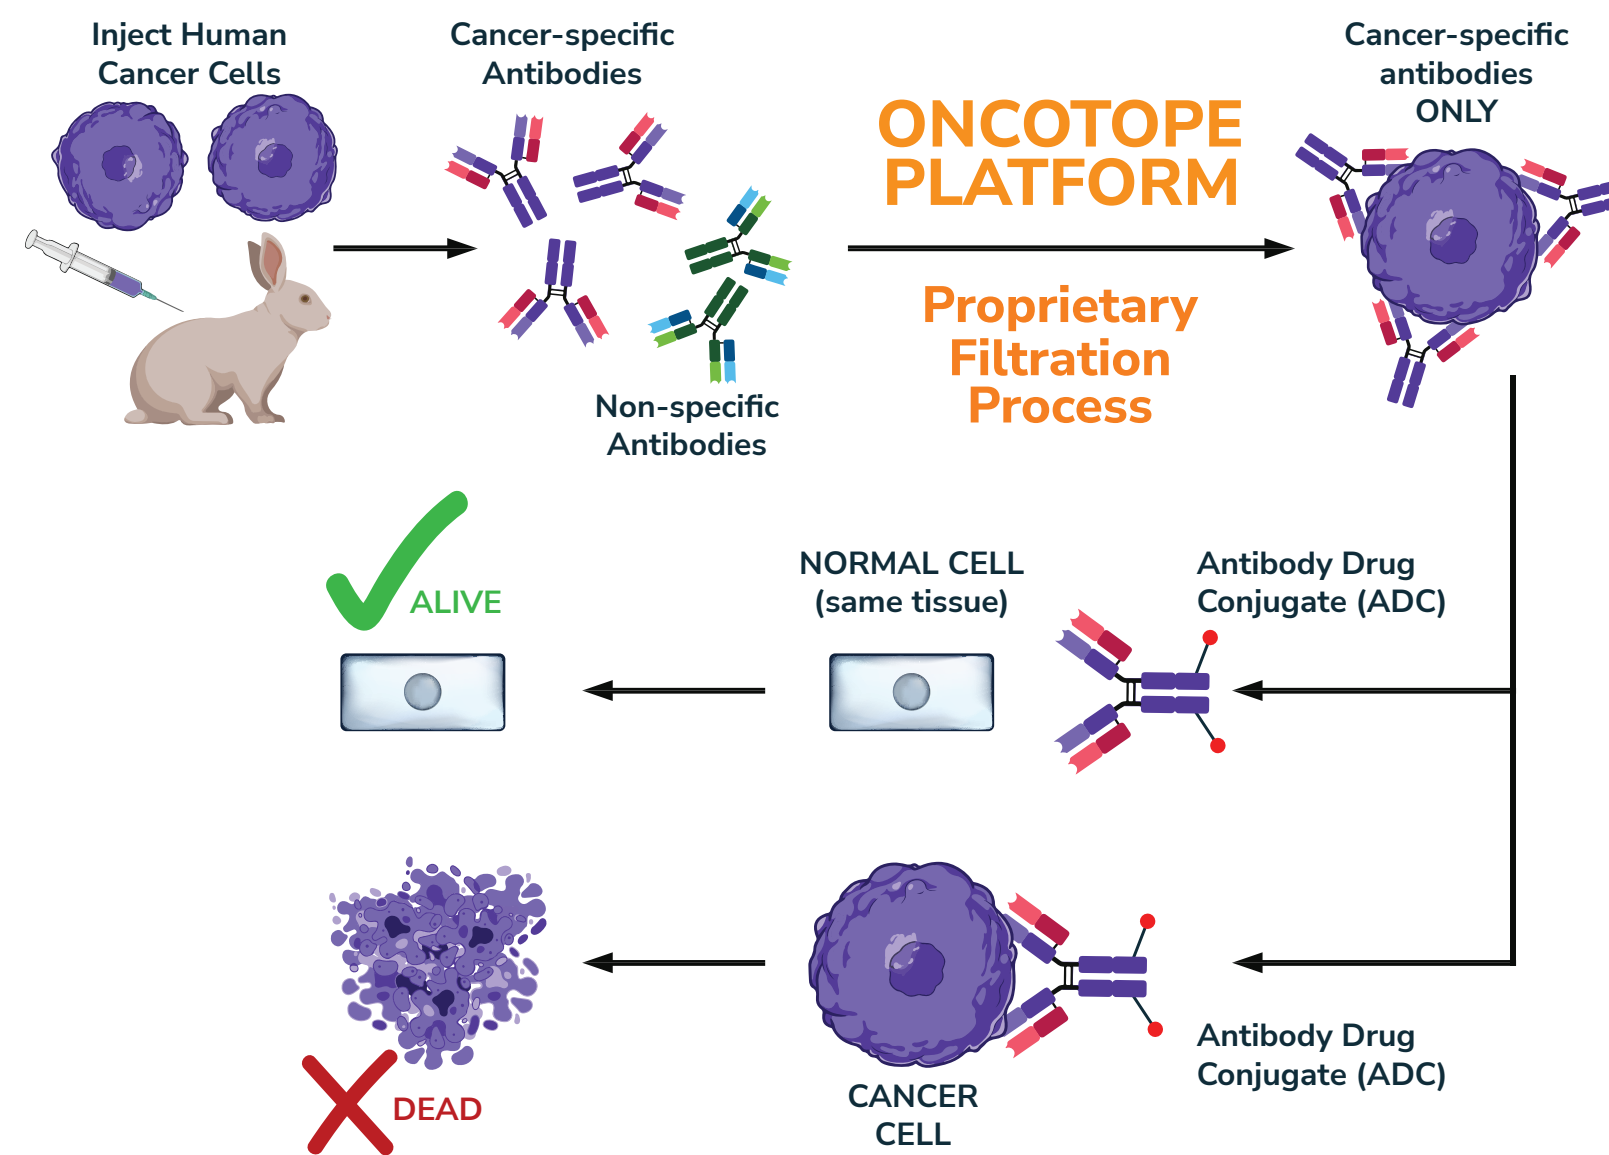 Inject Human
Cancer Cells
Cancer-specific
Antibodies
Non-specific
Antibodies
ONCOTOPE
PLATFORM
Proprietary
Filtration
Process
Cancer-specific
antibodies
ONLY
ALIVE
NORMAL CELL
(same tissue)
Antibody Drug
Conjugate (ADC)
DEAD
CANCER
CELL
Antibody Drug
Conjugate (ADC)